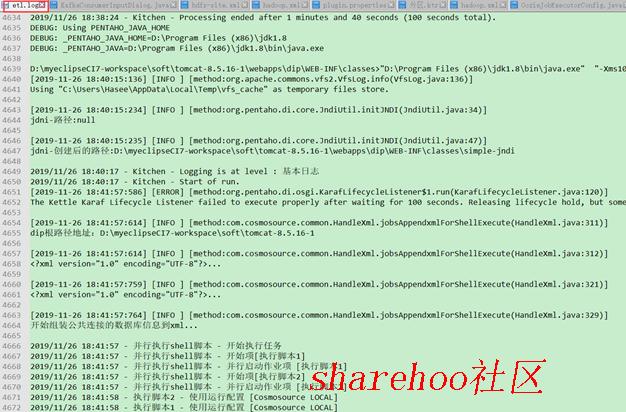 etl.log KafkaConsumerInputDialog.java hdfs-site.xml hadoop.xml plugin.properties 分区.ktr hadoop.xml OozieJobExecutorConfig.java
4634 2019/11/26 18:38:24 - Kitchen - Processing ended after 1 minutes and 40 seconds (100 seconds total).
4635 DEBUG: Using PENTAHO_JAVA_HOME
4636 DEBUG: _PENTAHO_JAVA_HOME=D:\Program Files (x86)\jdk1.8
4637 DEBUG: _PENTAHO_JAVA=D:\Program Files (x86)\jdk1.8\bin\java.exe
4638
4639 D:\myeclipseCI7-workspace\soft\tomcat-8.5.16-1\webapps\dip\WEB-INF\classes>"D:\Program Files (x86)\jdk1.8\bin\java.exe" "-Xms10
4640 [2019-11-26 18:40:15:136] [INFO ] [method:org.apache.commons.vfs2.VfsLog.info(VfsLog.java:136)]
4641 Using "C:\Users\Hasee\AppData\Local\Temp\vfs_cache" as temporary files store.
4642
4643 [2019-11-26 18:40:15:234] [INFO ] [method:org.pentaho.di.core.JndiUtil.initJNDI(JndiUtil.java:34)]
4644 jdni-路径:null
4645
4646 [2019-11-26 18:40:15:235] [INFO ] [method:org.pentaho.di.core.JndiUtil.initJNDI(JndiUtil.java:47)]
4647 jdni-创建后的路径:D:\myeclipseCI7-workspace\soft\tomcat-8.5.16-1\webapps\dip\WEB-INF\classes\simple-jndi
4648
4649 2019/11/26 18:40:17 - Kitchen - Logging is at level : 基本日志
4650 2019/11/26 18:40:17 - Kitchen - Start of run.
4651 [2019-11-26 18:41:57:586] [ERROR] [method:org.pentaho.di.osgi.KarafLifecycleListener$1.run(KarafLifecycleListener.java:120)]
4652 The Kettle Karaf Lifecycle Listener failed to execute properly after waiting for 100 seconds. Releasing lifecycle hold, but some
4653
4654 [2019-11-26 18:41:57:614] [INFO ] [method:com.cosmosource.common.HandleXml.jobsAppendxmlForShellExecute(HandleXml.java:311)]
4655 dip根路径地址: D:\myeclipseCI7-workspace\soft\tomcat-8.5.16-1
4656
4657 [2019-11-26 18:41:57:614] [INFO ] [method:com.cosmosource.common.HandleXml.jobsAppendxmlForShellExecute(HandleXml.java:312)]
4658 <?xml version="1.0" encoding="UTF-8"?>...
4659
4660 [2019-11-26 18:41:57:759] [INFO ] [method:com.cosmosource.common.HandleXml.jobsAppendxmlForShellExecute(HandleXml.java:321)]
4661 <?xml version="1.0" encoding="UTF-8"?>...
4662
4663 [2019-11-26 18:41:57:764] [INFO ] [method:com.cosmosource.common.HandleXml.jobsAppendxmlForShellExecute(HandleXml.java:329)]
4664 开始组装公共连接的数据库信息到xml...
4665
4666 2019/11/26 18:41:57 - 并行执行shell脚本 - 开始执行任务
4667 2019/11/26 18:41:57 - 并行执行shell脚本 - 开始项[执行脚本1]
4668 2019/11/26 18:41:57 - 并行执行shell脚本 - 并行启动作业项 [执行脚本1]
4669 2019/11/26 18:41:57 - 并行执行shell脚本 - 开始项[执行脚本2]
4670 2019/11/26 18:41:57 - 并行执行shell脚本 - 并行启动作业项 [执行脚本2]
4671 2019/11/26 18:41:58 - 执行脚本2 - 使用运行配置 [Cosmosource LOCAL]
4672 2019/11/26 18:41:58 - 执行脚本1 - 使用运行配置 [Cosmosource LOCAL]
sharehoo社区